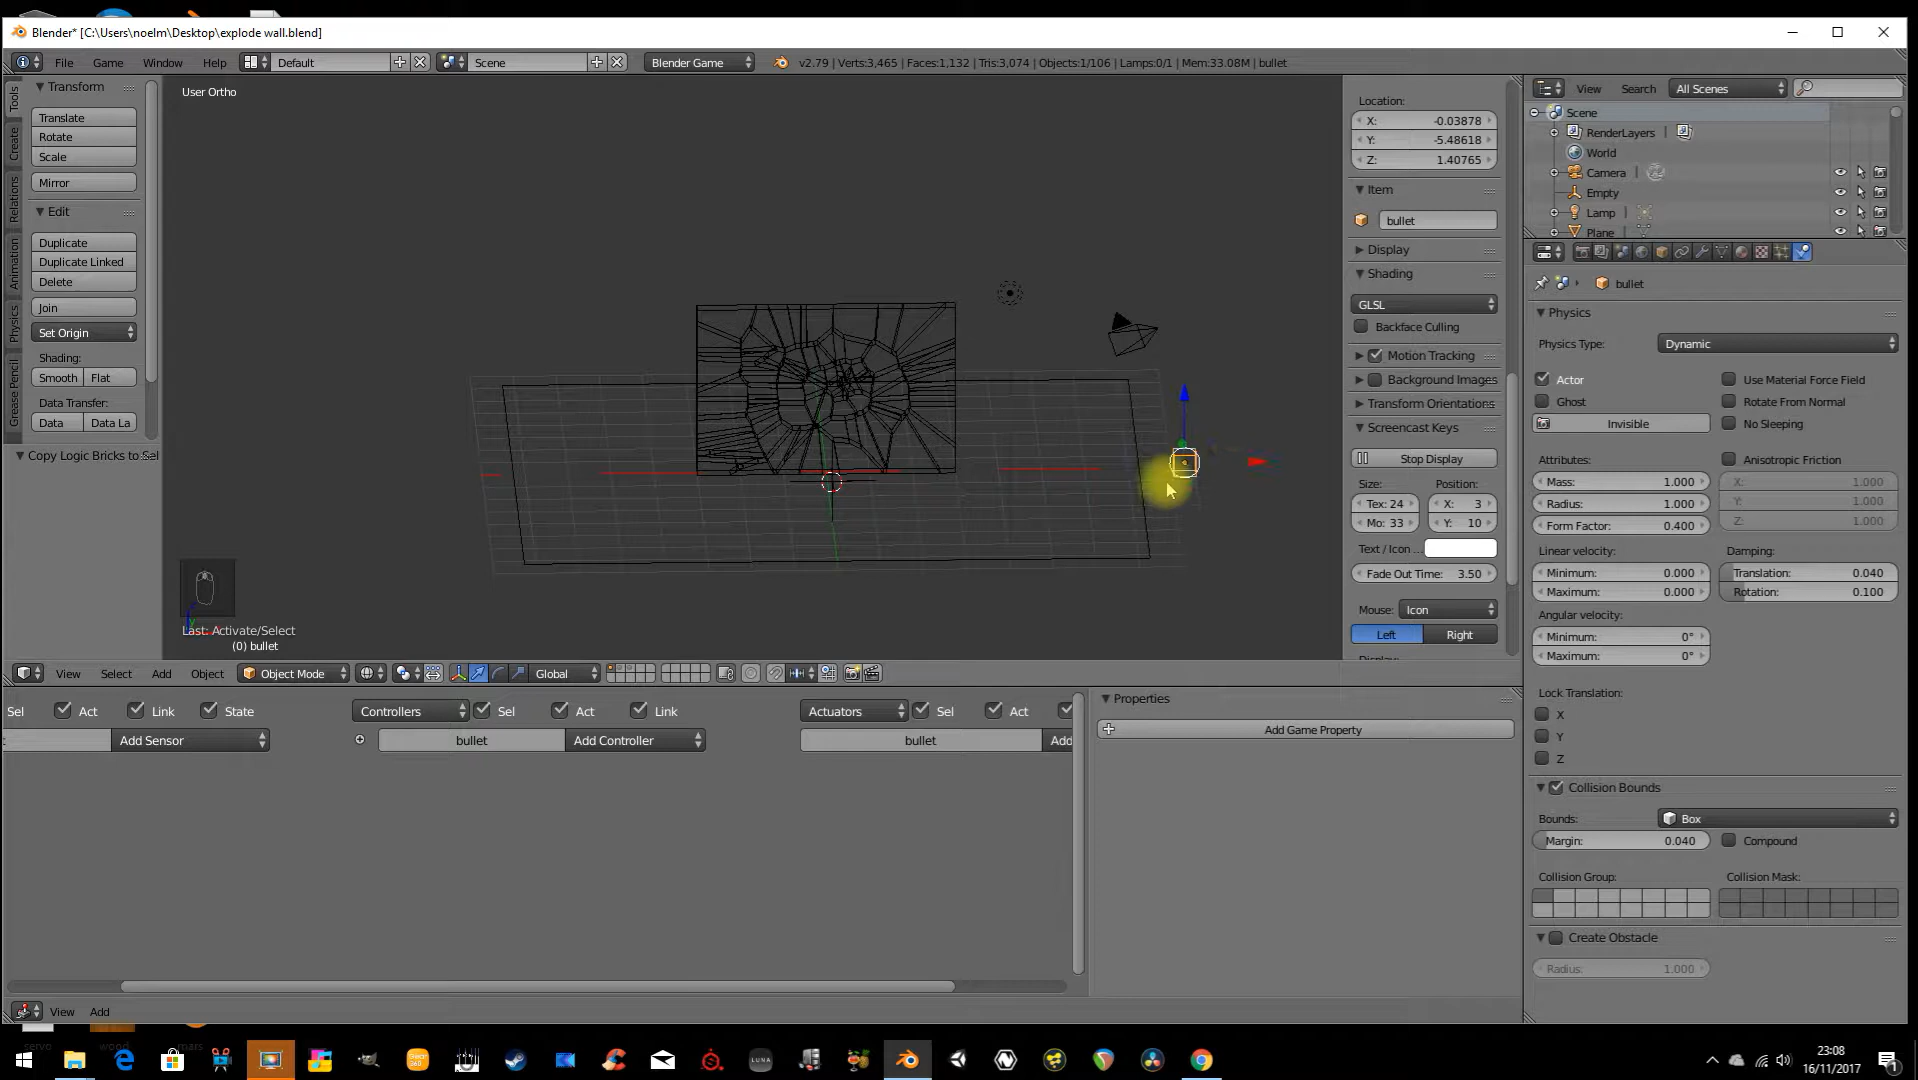 Blender* [C:\Users\noelm\Desktop\explode wall.blend]
File Game Window Help Default Scene Blender Game v2.79 | Verts:3,465 | Faces:1,132 | Tris:3,074 | Objects:1/106 | Lamps:0/1 | Mem:33.08M | bullet
Tools
Create
Relations
Animation
Physics
Grease Pencil
Transform
Translate
Rotate
Scale
Mirror
Edit
Duplicate
Duplicate Linked
Delete
Join
Set Origin
Shading:
Smooth Flat
Data Transfer:
Data Data La
Copy Logic Bricks to Sel
User Ortho
Last: Activate/Select
(0) bullet
Location:
X: -0.03878
Y: -5.48618
Z: 1.40765
Item
bullet
Display
Shading
GLSL
Backface Culling
Motion Tracking
Background Images
Transform Orientations
Screencast Keys
Stop Display
Size: Position:
Tex: 24 X: 3
Mo: 33 Y: 10
Text / Icon ...
Fade Out Time: 3.50
Mouse: Icon
Left Right
View Select Add Object Object Mode Global
Sel Act Link State Controllers Sel Act Link Actuators Sel Act
Add Sensor bullet Add Controller bullet Add
Properties
Add Game Property
View Add
View Search All Scenes
Scene
RenderLayers
World
Camera
Empty
Lamp
Plane
bullet
Physics
Physics Type: Dynamic
Actor Use Material Force Field
Ghost Rotate From Normal
Invisible No Sleeping
Attributes: Anisotropic Friction
Mass: 1.000 X: 1.000
Radius: 1.000 Y: 1.000
Form Factor: 0.400 Z: 1.000
Linear velocity: Damping:
Minimum: 0.000 Translation: 0.040
Maximum: 0.000 Rotation: 0.100
Angular velocity:
Minimum: 0°
Maximum: 0°
Lock Translation:
X
Y
Z
Collision Bounds
Bounds: Box
Margin: 0.040 Compound
Collision Group: Collision Mask:
Create Obstacle
Radius: 1.000
servo wood mars
LUNA
23:08
16/11/2017